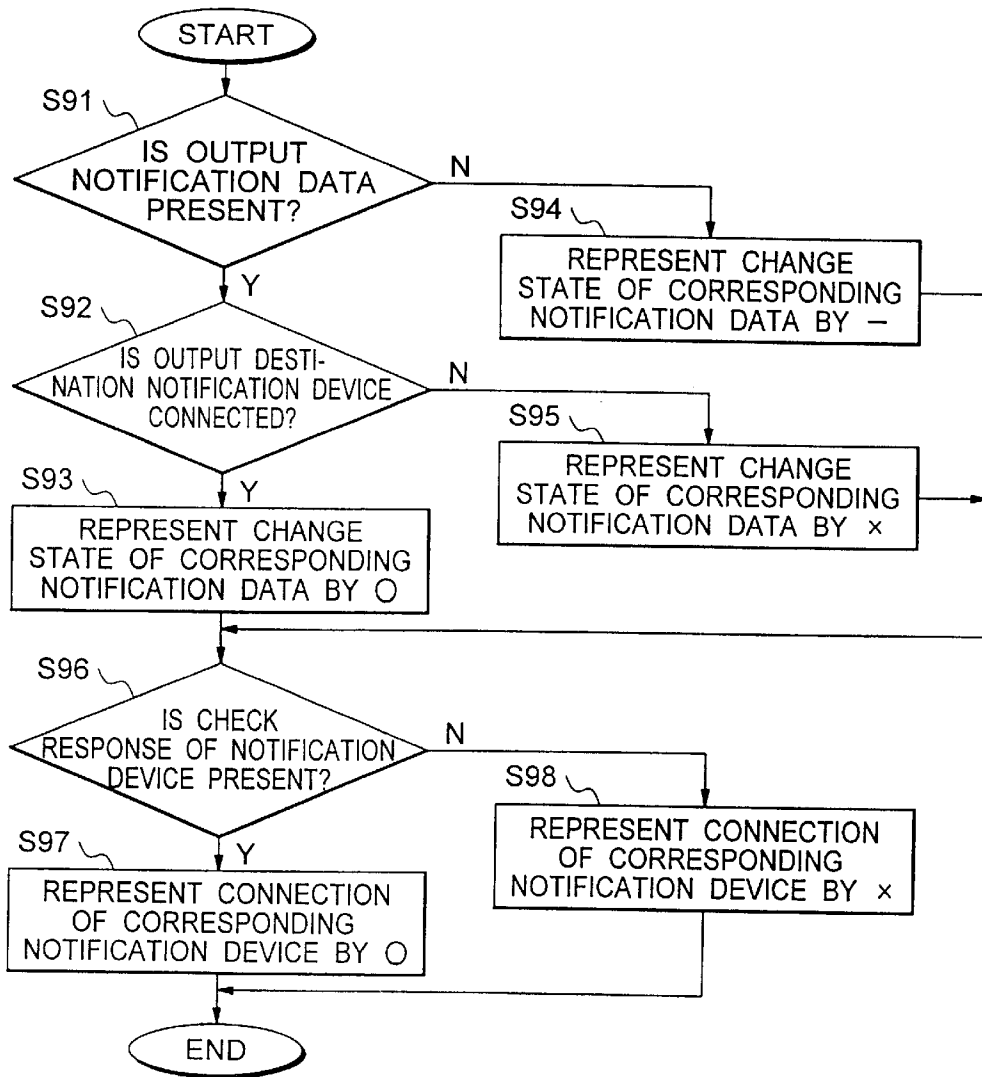 START
S91
IS OUTPUT
NOTIFICATION DATA
PRESENT?
N
Y
S94
REPRESENT CHANGE
STATE OF CORRESPONDING
NOTIFICATION DATA BY —
S92
IS OUTPUT DESTI-
NATION NOTIFICATION DEVICE
CONNECTED?
N
Y
S95
REPRESENT CHANGE
STATE OF CORRESPONDING
NOTIFICATION DATA BY ×
S93
REPRESENT CHANGE
STATE OF CORRESPONDING
NOTIFICATION DATA BY ○
S96
IS CHECK
RESPONSE OF NOTIFICATION
DEVICE PRESENT?
N
Y
S98
REPRESENT CONNECTION
OF CORRESPONDING
NOTIFICATION DEVICE BY ×
S97
REPRESENT CONNECTION
OF CORRESPONDING
NOTIFICATION DEVICE BY ○
END